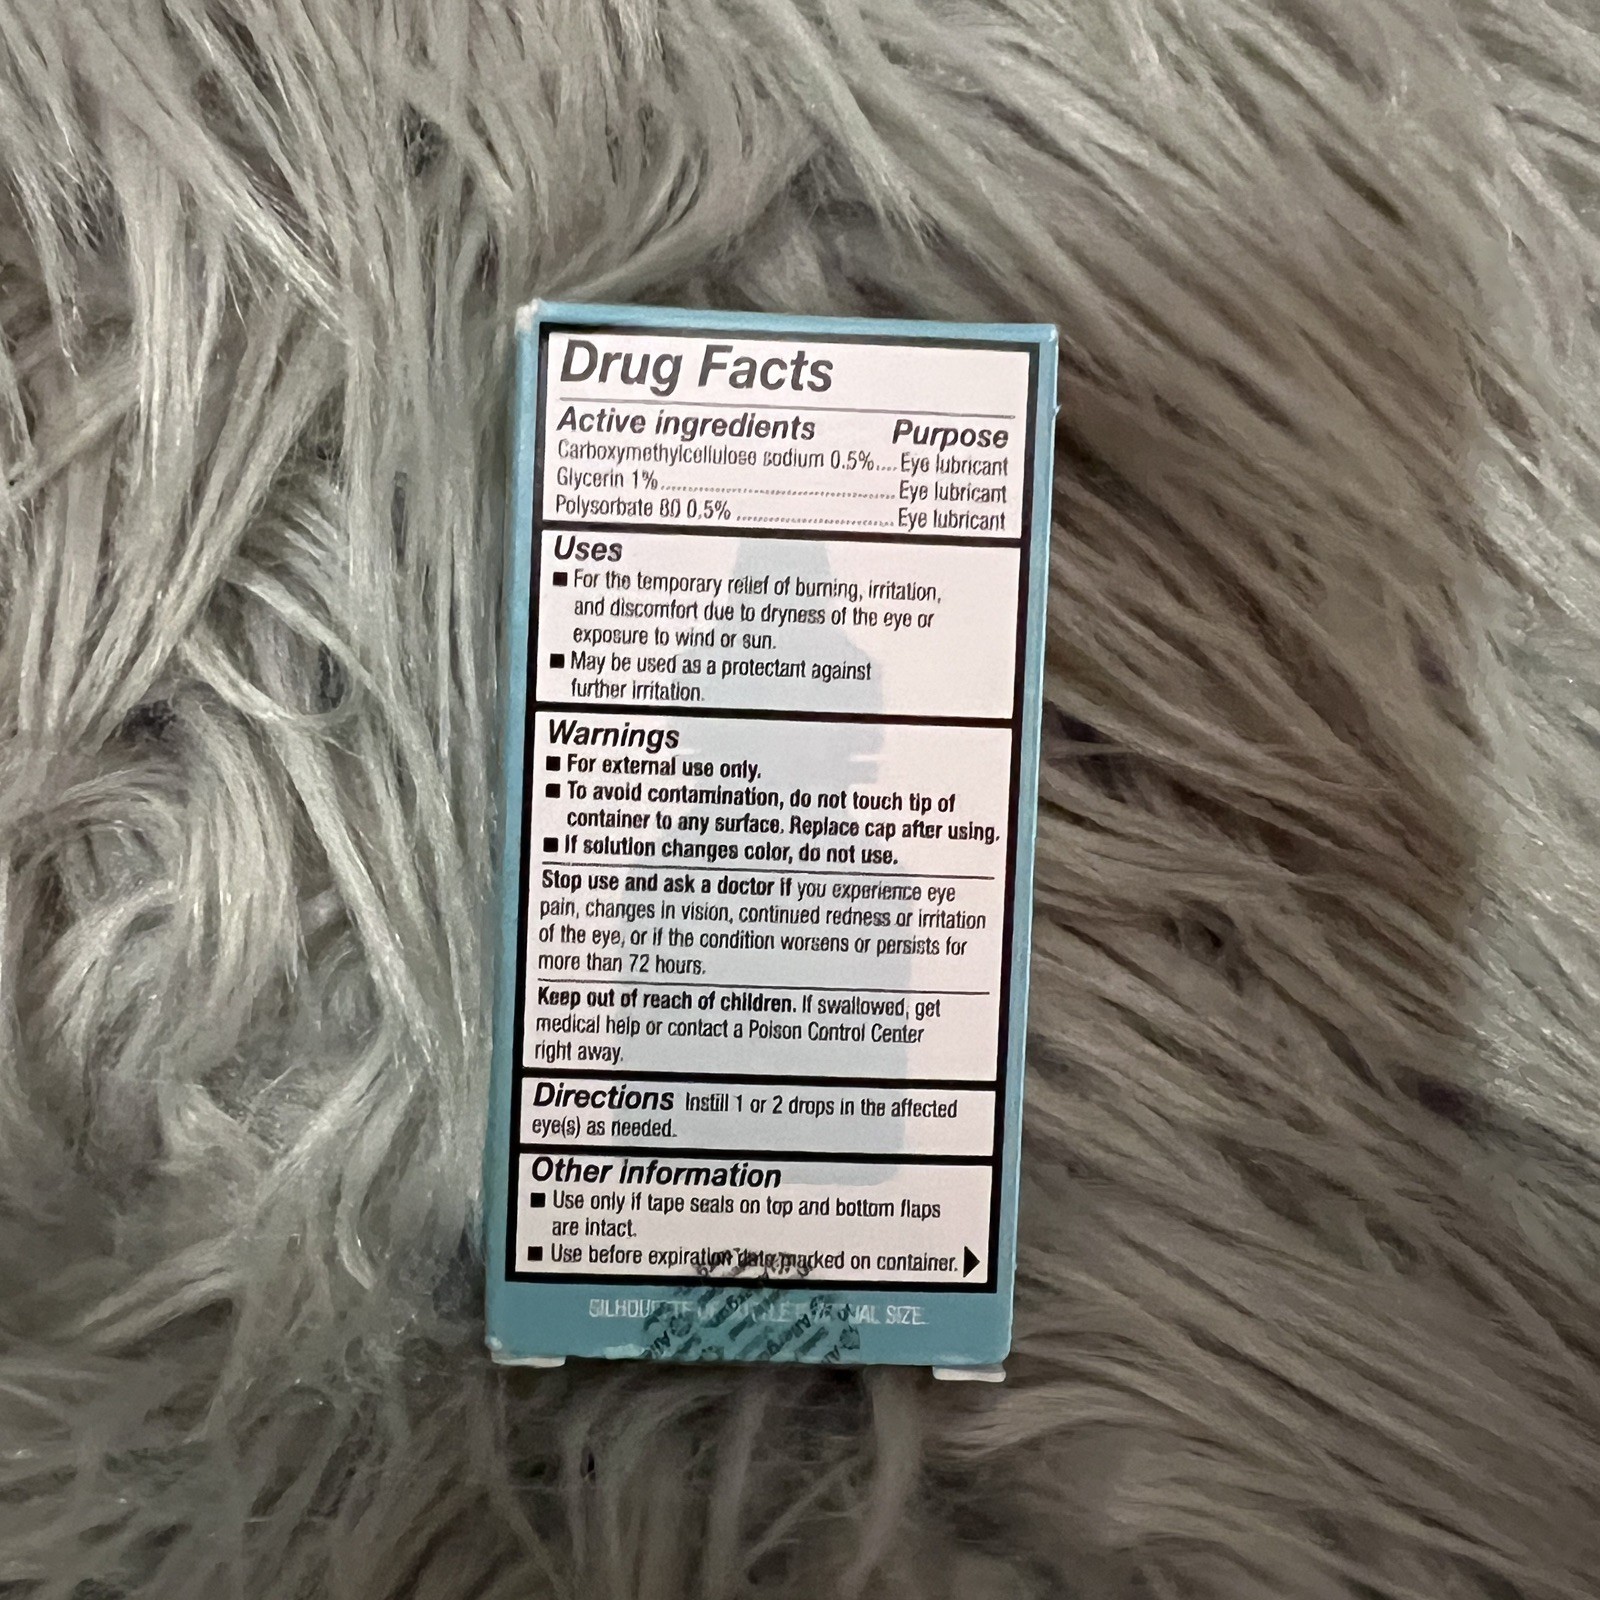 Drug Facts
Active ingredients Purpose
Carboxymethylcellulose sodium 0.5%.... Eye lubricant
Glycerin 1%.......................................... Eye lubricant
Polysorbate 80 0.5% ............................ Eye lubricant
Uses
■ For the temporary relief of burning, irritation,
and discomfort due to dryness of the eye or
exposure to wind or sun.
■ May be used as a protectant against
further irritation.
Warnings
■ For external use only.
■ To avoid contamination, do not touch tip of
container to any surface. Replace cap after using.
■ If solution changes color, do not use.
Stop use and ask a doctor if you experience eye
pain, changes in vision, continued redness or irritation
of the eye, or if the condition worsens or persists for
more than 72 hours.
Keep out of reach of children. If swallowed, get
medical help or contact a Poison Control Center
right away.
Directions Instill 1 or 2 drops in the affected
eye(s) as needed.
Other information
■ Use only if tape seals on top and bottom flaps
are intact.
■ Use before expiration date marked on container.
SIZE.